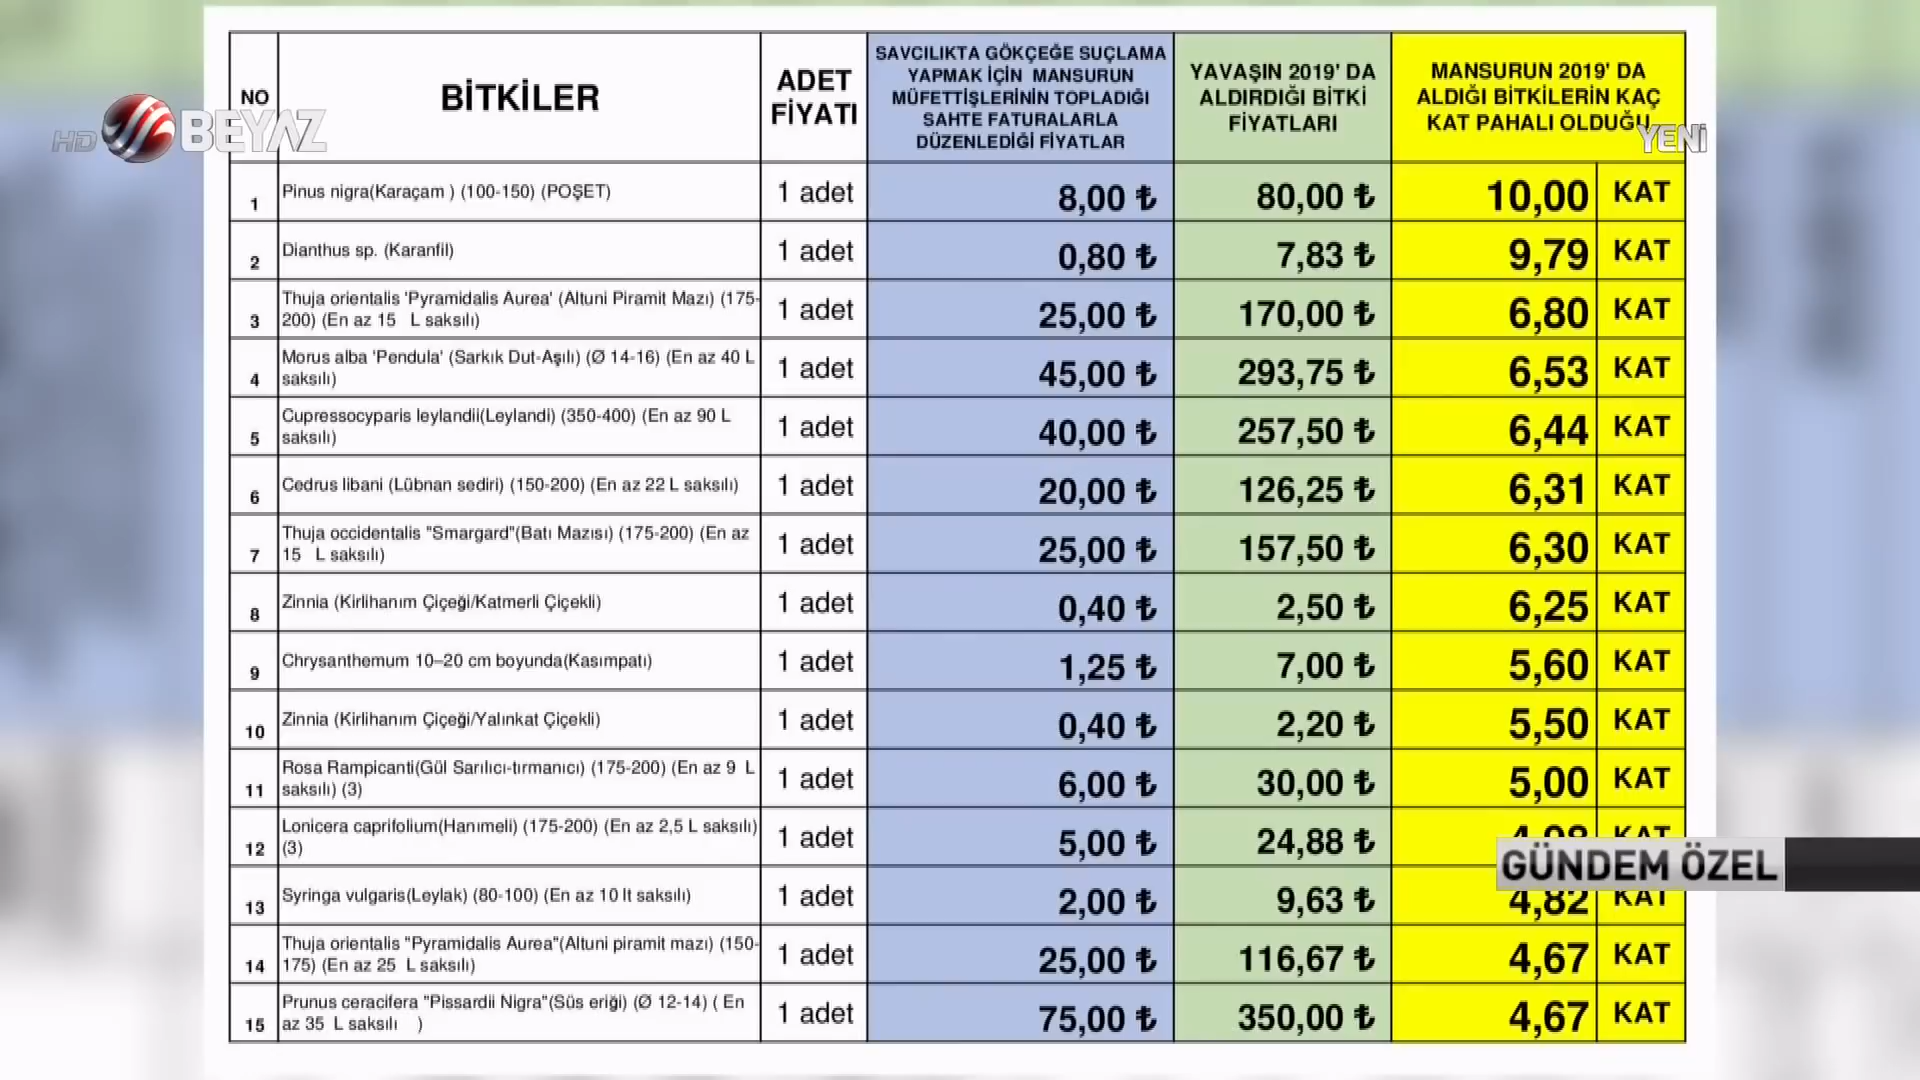 NO
BİTKİLER
ADET
FİYATI
SAVCILIKTA GÖKÇEĞE SUÇLAMA
YAPMAK İÇİN MANSURUN
MÜFETTİŞLERİNİN TOPLADIĞI
SAHTE FATURALARLA
DÜZENLEDİĞİ FİYATLAR
YAVAŞIN 2019' DA
ALDIRDIĞI BİTKİ
FİYATLARI
MANSURUN 2019' DA
ALDIĞI BİTKİLERİN KAÇ
KAT PAHALI OLDUĞU
HD BEYAZ
YENİ
1 Pinus nigra(Karaçam ) (100-150) (POŞET) 1 adet 8,00 ₺ 80,00 ₺ 10,00 KAT
2 Dianthus sp. (Karanfil) 1 adet 0,80 ₺ 7,83 ₺ 9,79 KAT
Thuja orientalis 'Pyramidalis Aurea' (Altuni Piramit Mazı) (175-
3 200) (En az 15 L saksılı) 1 adet 25,00 ₺ 170,00 ₺ 6,80 KAT
Morus alba 'Pendula' (Sarkık Dut-Aşılı) (Ø 14-16) (En az 40 L
4 saksılı) 1 adet 45,00 ₺ 293,75 ₺ 6,53 KAT
Cupressocyparis leylandii(Leylandi) (350-400) (En az 90 L
5 saksılı) 1 adet 40,00 ₺ 257,50 ₺ 6,44 KAT
6 Cedrus libani (Lübnan sediri) (150-200) (En az 22 L saksılı) 1 adet 20,00 ₺ 126,25 ₺ 6,31 KAT
Thuja occidentalis "Smargard"(Batı Mazısı) (175-200) (En az
7 15 L saksılı) 1 adet 25,00 ₺ 157,50 ₺ 6,30 KAT
8 Zinnia (Kirlihanım Çiçeği/Katmerli Çiçekli) 1 adet 0,40 ₺ 2,50 ₺ 6,25 KAT
9 Chrysanthemum 10–20 cm boyunda(Kasımpatı) 1 adet 1,25 ₺ 7,00 ₺ 5,60 KAT
10 Zinnia (Kirlihanım Çiçeği/Yalınkat Çiçekli) 1 adet 0,40 ₺ 2,20 ₺ 5,50 KAT
Rosa Rampicanti(Gül Sarılıcı-tırmanıcı) (175-200) (En az 9 L
11 saksılı) (3) 1 adet 6,00 ₺ 30,00 ₺ 5,00 KAT
Lonicera caprifolium(Hanımeli) (175-200) (En az 2,5 L saksılı)
12 (3) 1 adet 5,00 ₺ 24,88 ₺ 4,98 KAT
GÜNDEM ÖZEL
13 Syringa vulgaris(Leylak) (80-100) (En az 10 lt saksılı) 1 adet 2,00 ₺ 9,63 ₺ 4,82 KAT
Thuja orientalis "Pyramidalis Aurea"(Altuni piramit mazı) (150-
14 175) (En az 25 L saksılı) 1 adet 25,00 ₺ 116,67 ₺ 4,67 KAT
Prunus ceracifera "Pissardii Nigra"(Süs eriği) (Ø 12-14) ( En
15 az 35 L saksılı ) 1 adet 75,00 ₺ 350,00 ₺ 4,67 KAT